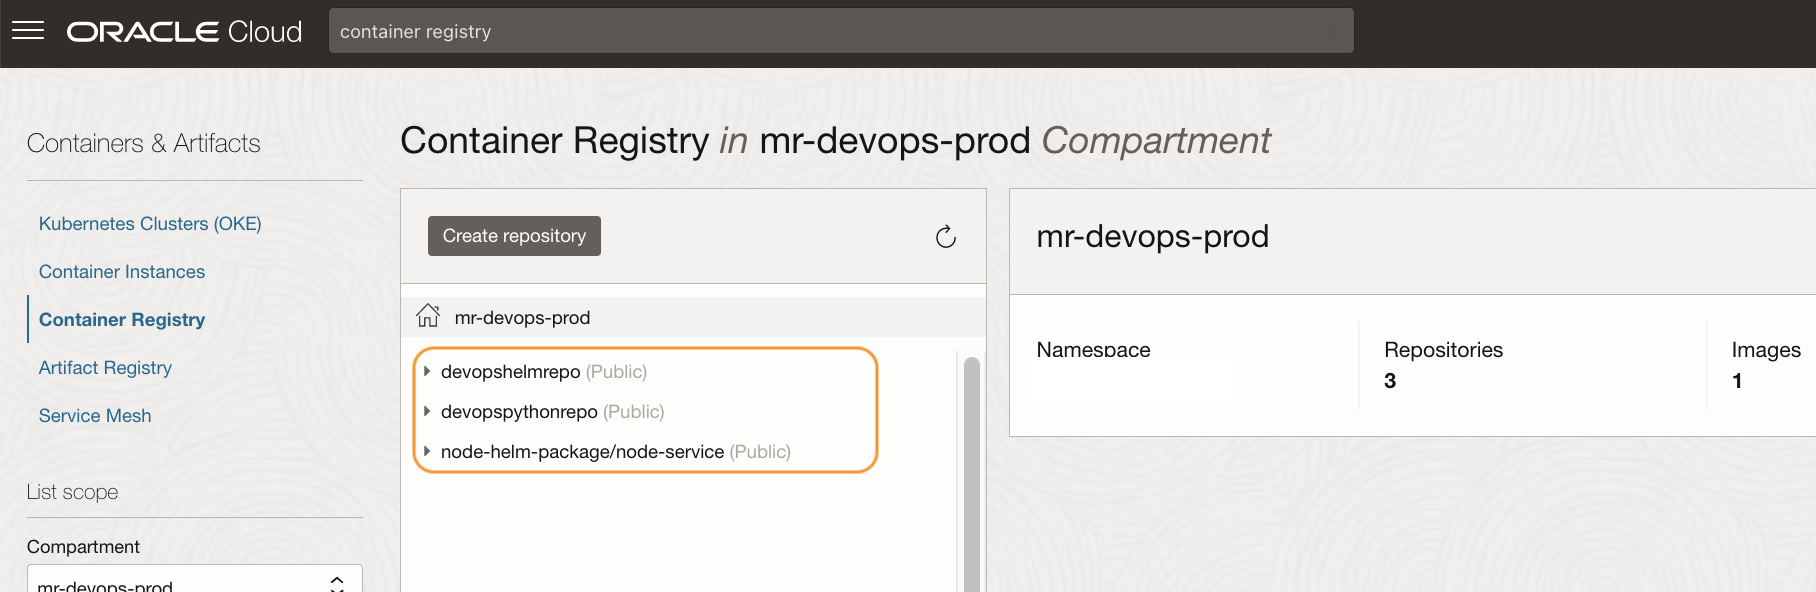 ORACLE Cloud
container registry
Containers & Artifacts
Kubernetes Clusters (OKE)
Container Instances
Container Registry
Artifact Registry
Service Mesh
List scope
Compartment
mr-devops-prod
Container Registry in mr-devops-prod Compartment
Create repository
mr-devops-prod
devopshelmrepo (Public)
devopspythonrepo (Public)
node-helm-package/node-service (Public)
mr-devops-prod
Namespace
Repositories
3
Images
1